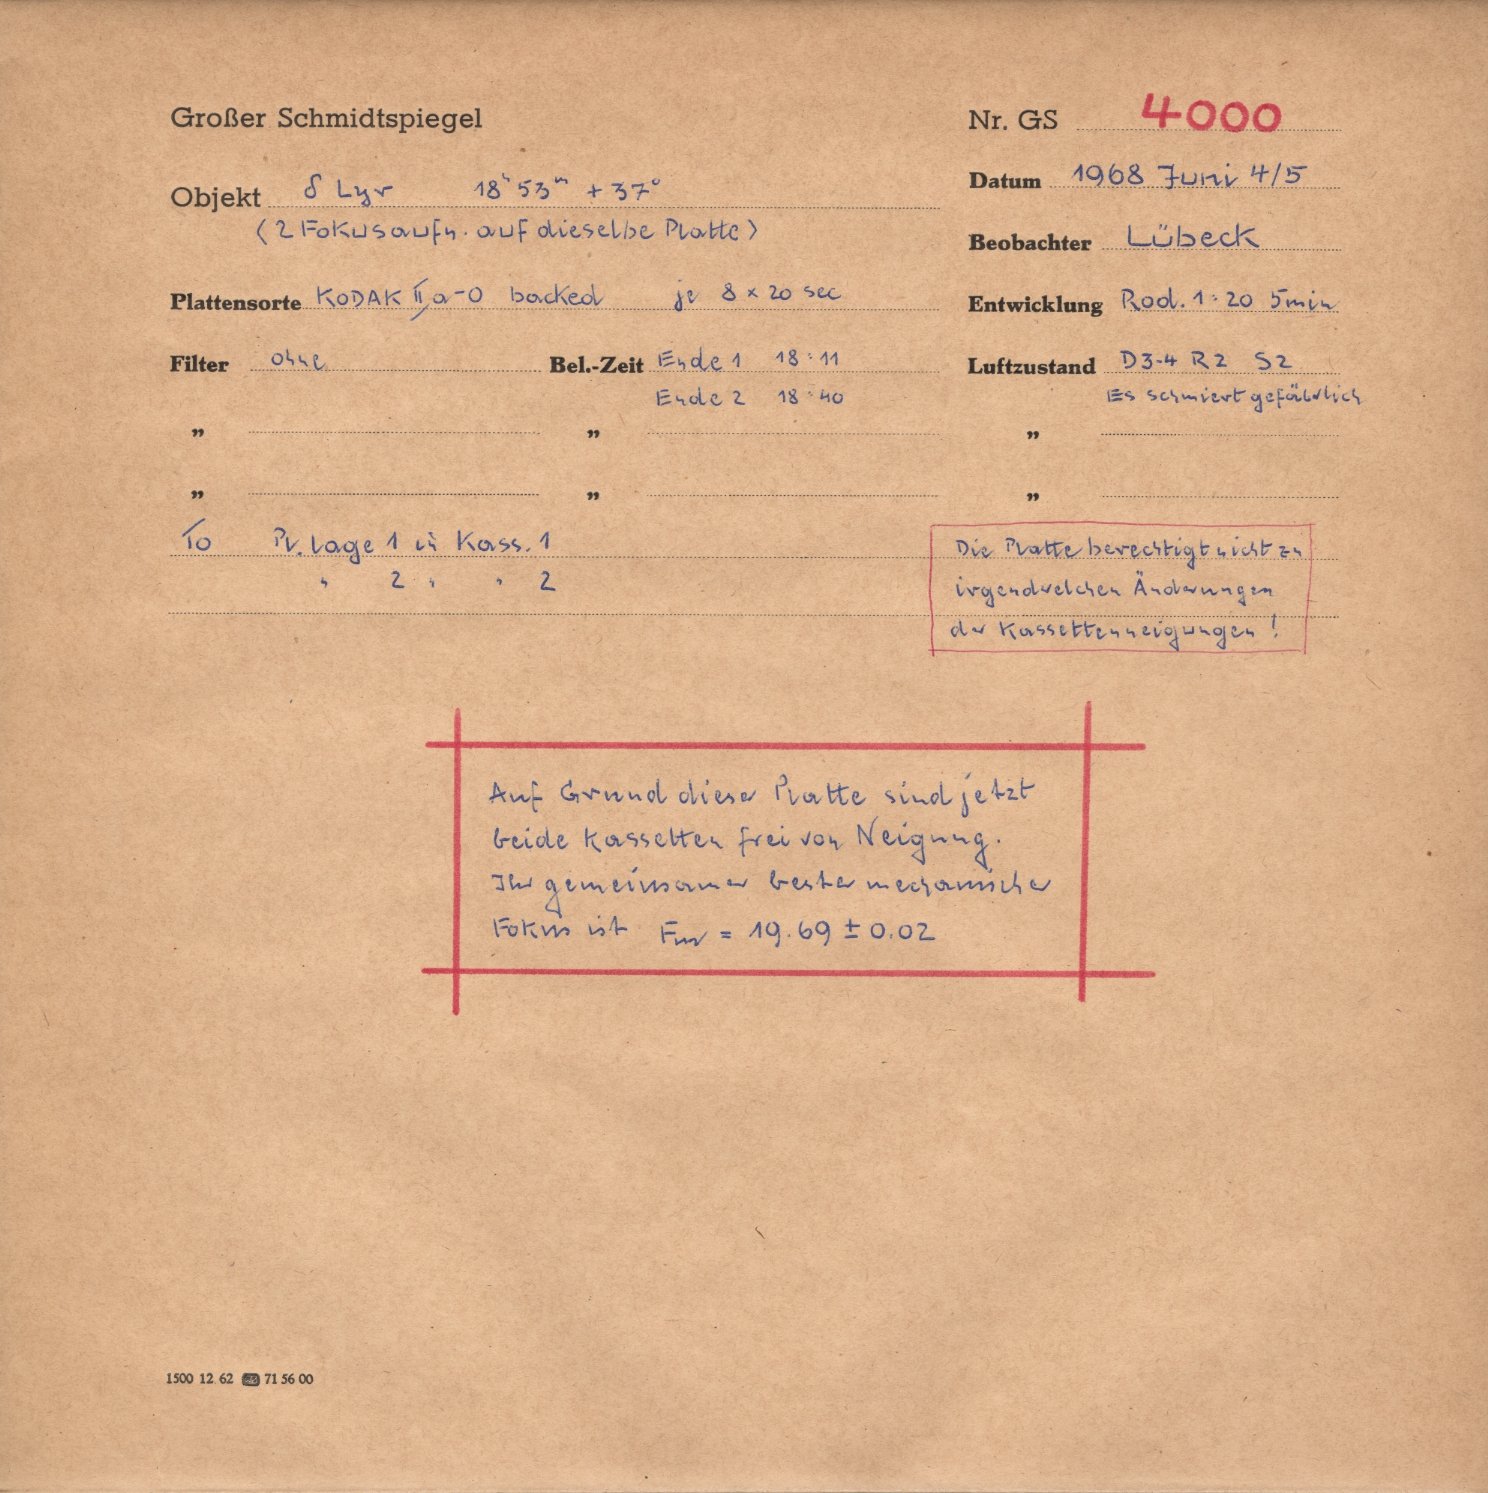 Großer Schmidtspiegel
Nr. GS 4000
Objekt δ Lyr 18ʰ 53ᵐ + 37°
Datum 1968 Juni 4/5
(2 Fokusaufn. auf dieselbe Platte)
Beobachter Lübeck
Plattensorte KODAK IIa-O backed je 8 × 20 sec
Entwicklung Rod. 1:20 5min
Filter ohne Bel.-Zeit Ende 1 18:11
Luftzustand D3-4 R2 S2
Ende 2 18:40
Es schmiert gefährlich
„ „ „
„ „ „
To Pl. lage 1 in Kass. 1
" 2 " " 2
Die Platte berechtigt nicht zu
irgendwelchen Änderungen
der Kassettenneigungen!
Auf Grund dieser Platte sind jetzt
beide Kassetten frei von Neigung.
Ihr gemeinsamer bester mechanischer
Fokus ist Fm = 19.69 ± 0.02
1500 12 62 71 56 00